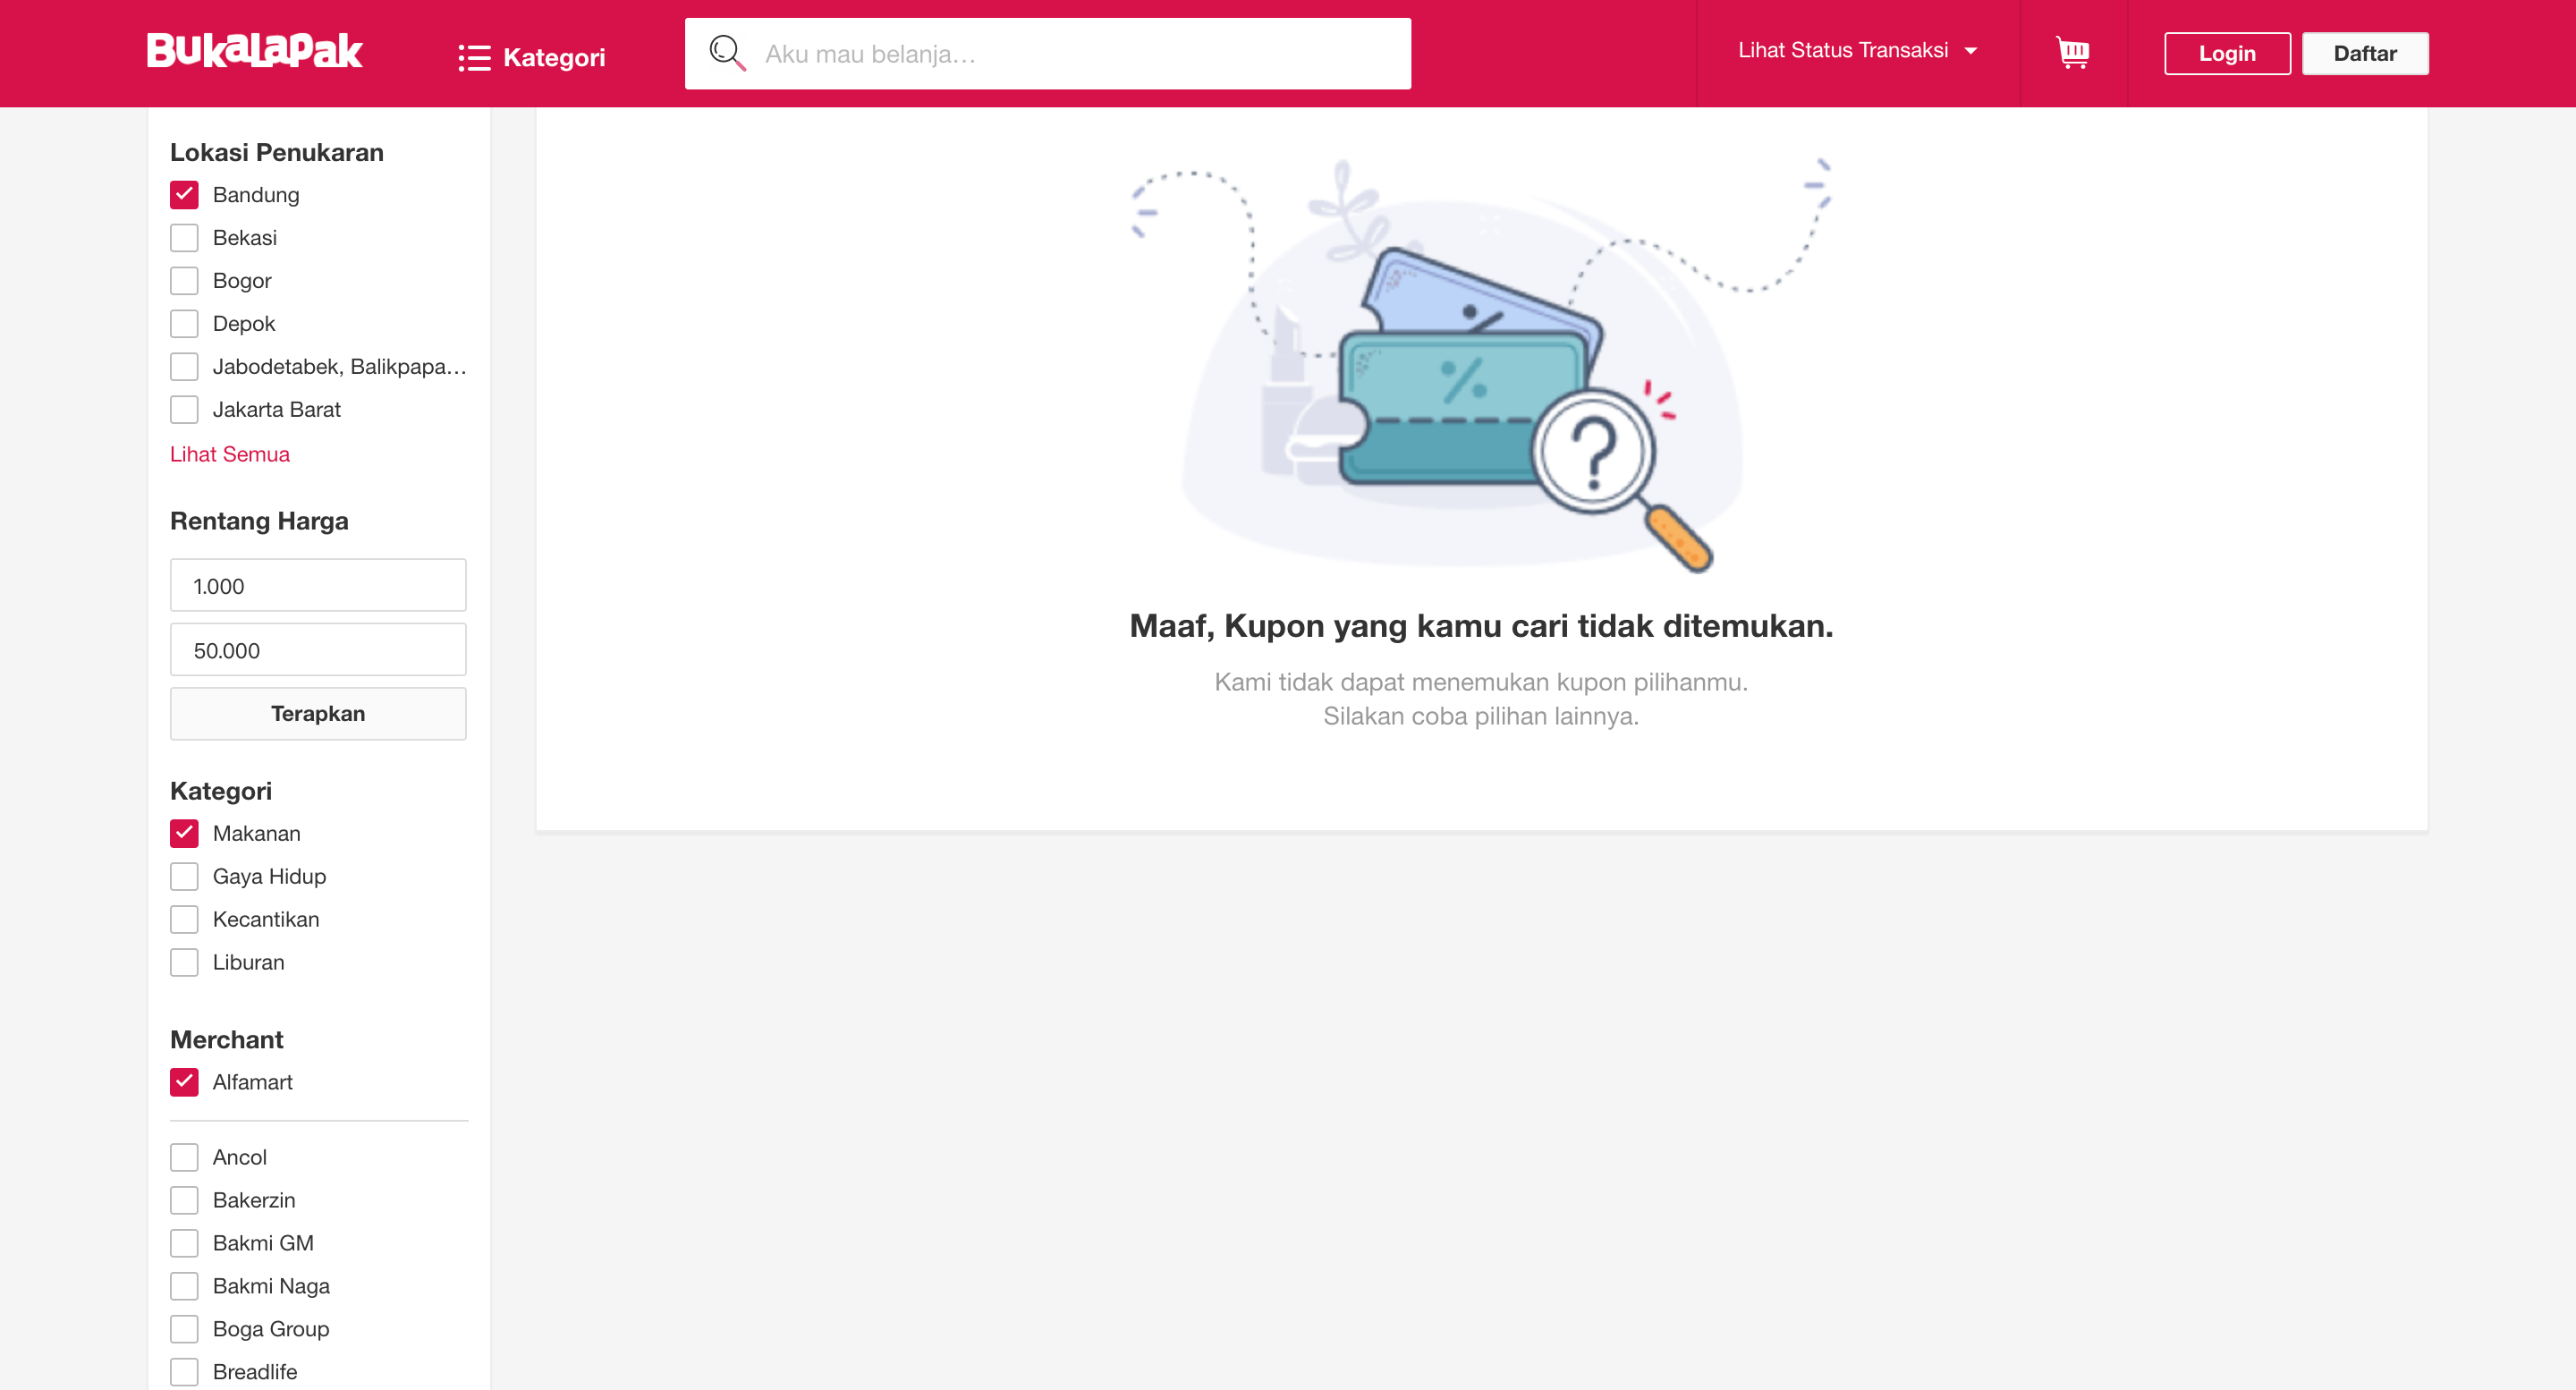 Bukalapak
Kategori
Aku mau belanja...
Lihat Status Transaksi
Login
Daftar
Lokasi Penukaran
Bandung
Bekasi
Bogor
Depok
Jabodetabek, Balikpapa...
Jakarta Barat
Lihat Semua
Rentang Harga
1.000
50.000
Terapkan
Kategori
Makanan
Gaya Hidup
Kecantikan
Liburan
Merchant
Alfamart
Ancol
Bakerzin
Bakmi GM
Bakmi Naga
Boga Group
Breadlife
%
%
?
Maaf, Kupon yang kamu cari tidak ditemukan.
Kami tidak dapat menemukan kupon pilihanmu.
Silakan coba pilihan lainnya.